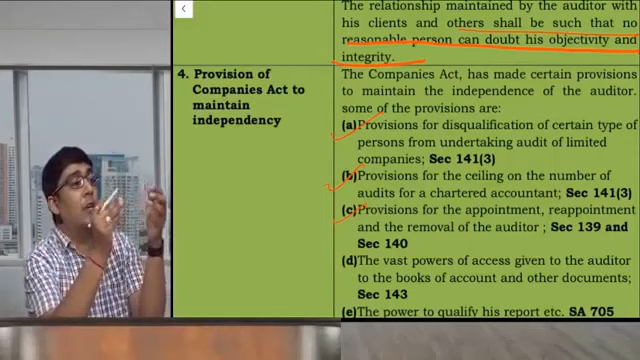 The relationship maintained by the auditor with
his clients and others shall be such that no
reasonable person can doubt his objectivity and
integrity.
4. Provision of
Companies Act to
maintain
independency
The Companies Act, has made certain provisions
to maintain the independence of the auditor.
some of the provisions are:
(a)Provisions for disqualification of certain type of
persons from undertaking audit of limited
companies; Sec 141(3)
(b)Provisions for the ceiling on the number of
audits for a chartered accountant; Sec 141(3)
(c)Provisions for the appointment, reappointment
and the removal of the auditor ; Sec 139 and
Sec 140
(d)The vast powers of access given to the auditor
to the books of account and other documents;
Sec 143
(e)The power to qualify his report etc. SA 705